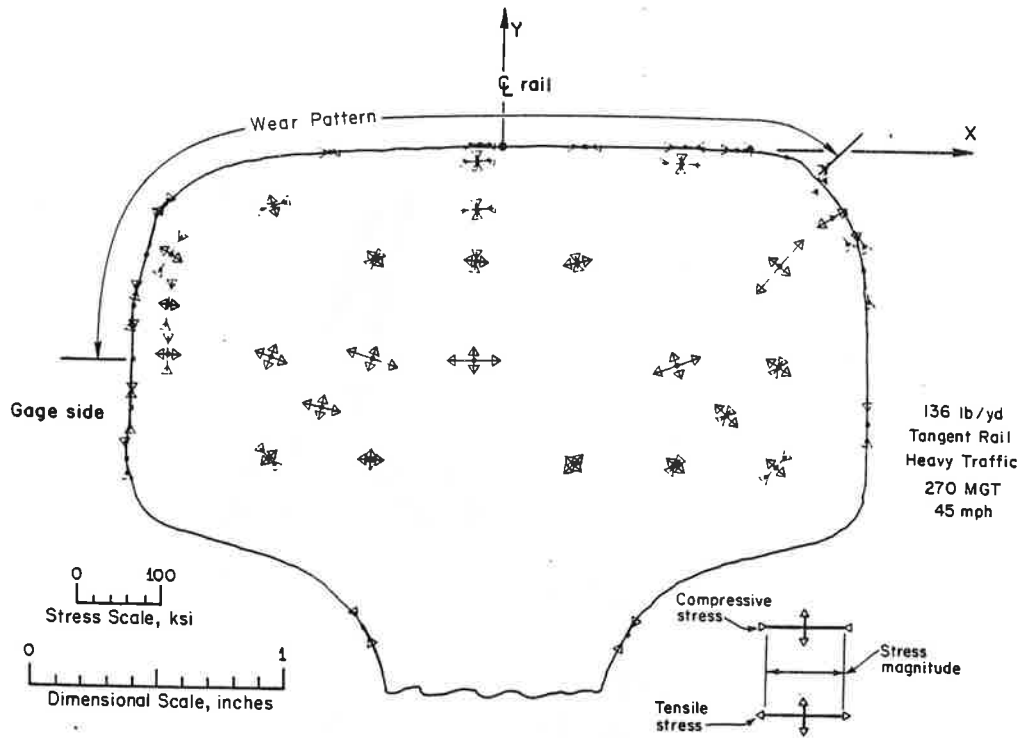 Y
℄ rail
Wear Pattern
X
Gage side
136 lb/yd
Tangent Rail
Heavy Traffic
270 MGT
45 mph
0 100
Stress Scale, ksi
0 1
Dimensional Scale, inches
Compressive
stress
Stress
magnitude
Tensile
stress